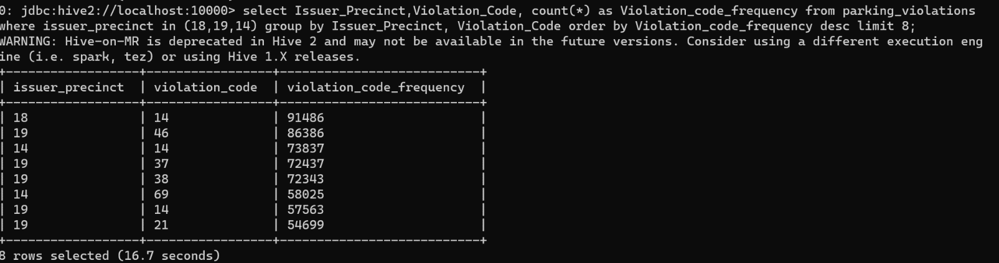 0: jdbc:hive2://localhost:10000> select Issuer_Precinct,Violation_Code, count(*) as Violation_code_frequency from parking_violations
where issuer_precinct in (18,19,14) group by Issuer_Precinct, Violation_Code order by Violation_code_frequency desc limit 8;
WARNING: Hive-on-MR is deprecated in Hive 2 and may not be available in the future versions. Consider using a different execution eng
ine (i.e. spark, tez) or using Hive 1.X releases.
+------------------+-----------------+---------------------------+
| issuer_precinct  | violation_code  | violation_code_frequency  |
+------------------+-----------------+---------------------------+
| 18               | 14              | 91486                     |
| 19               | 46              | 86386                     |
| 14               | 14              | 73837                     |
| 19               | 37              | 72437                     |
| 19               | 38              | 72343                     |
| 14               | 69              | 58025                     |
| 19               | 14              | 57563                     |
| 19               | 21              | 54699                     |
+------------------+-----------------+---------------------------+
8 rows selected (16.7 seconds)